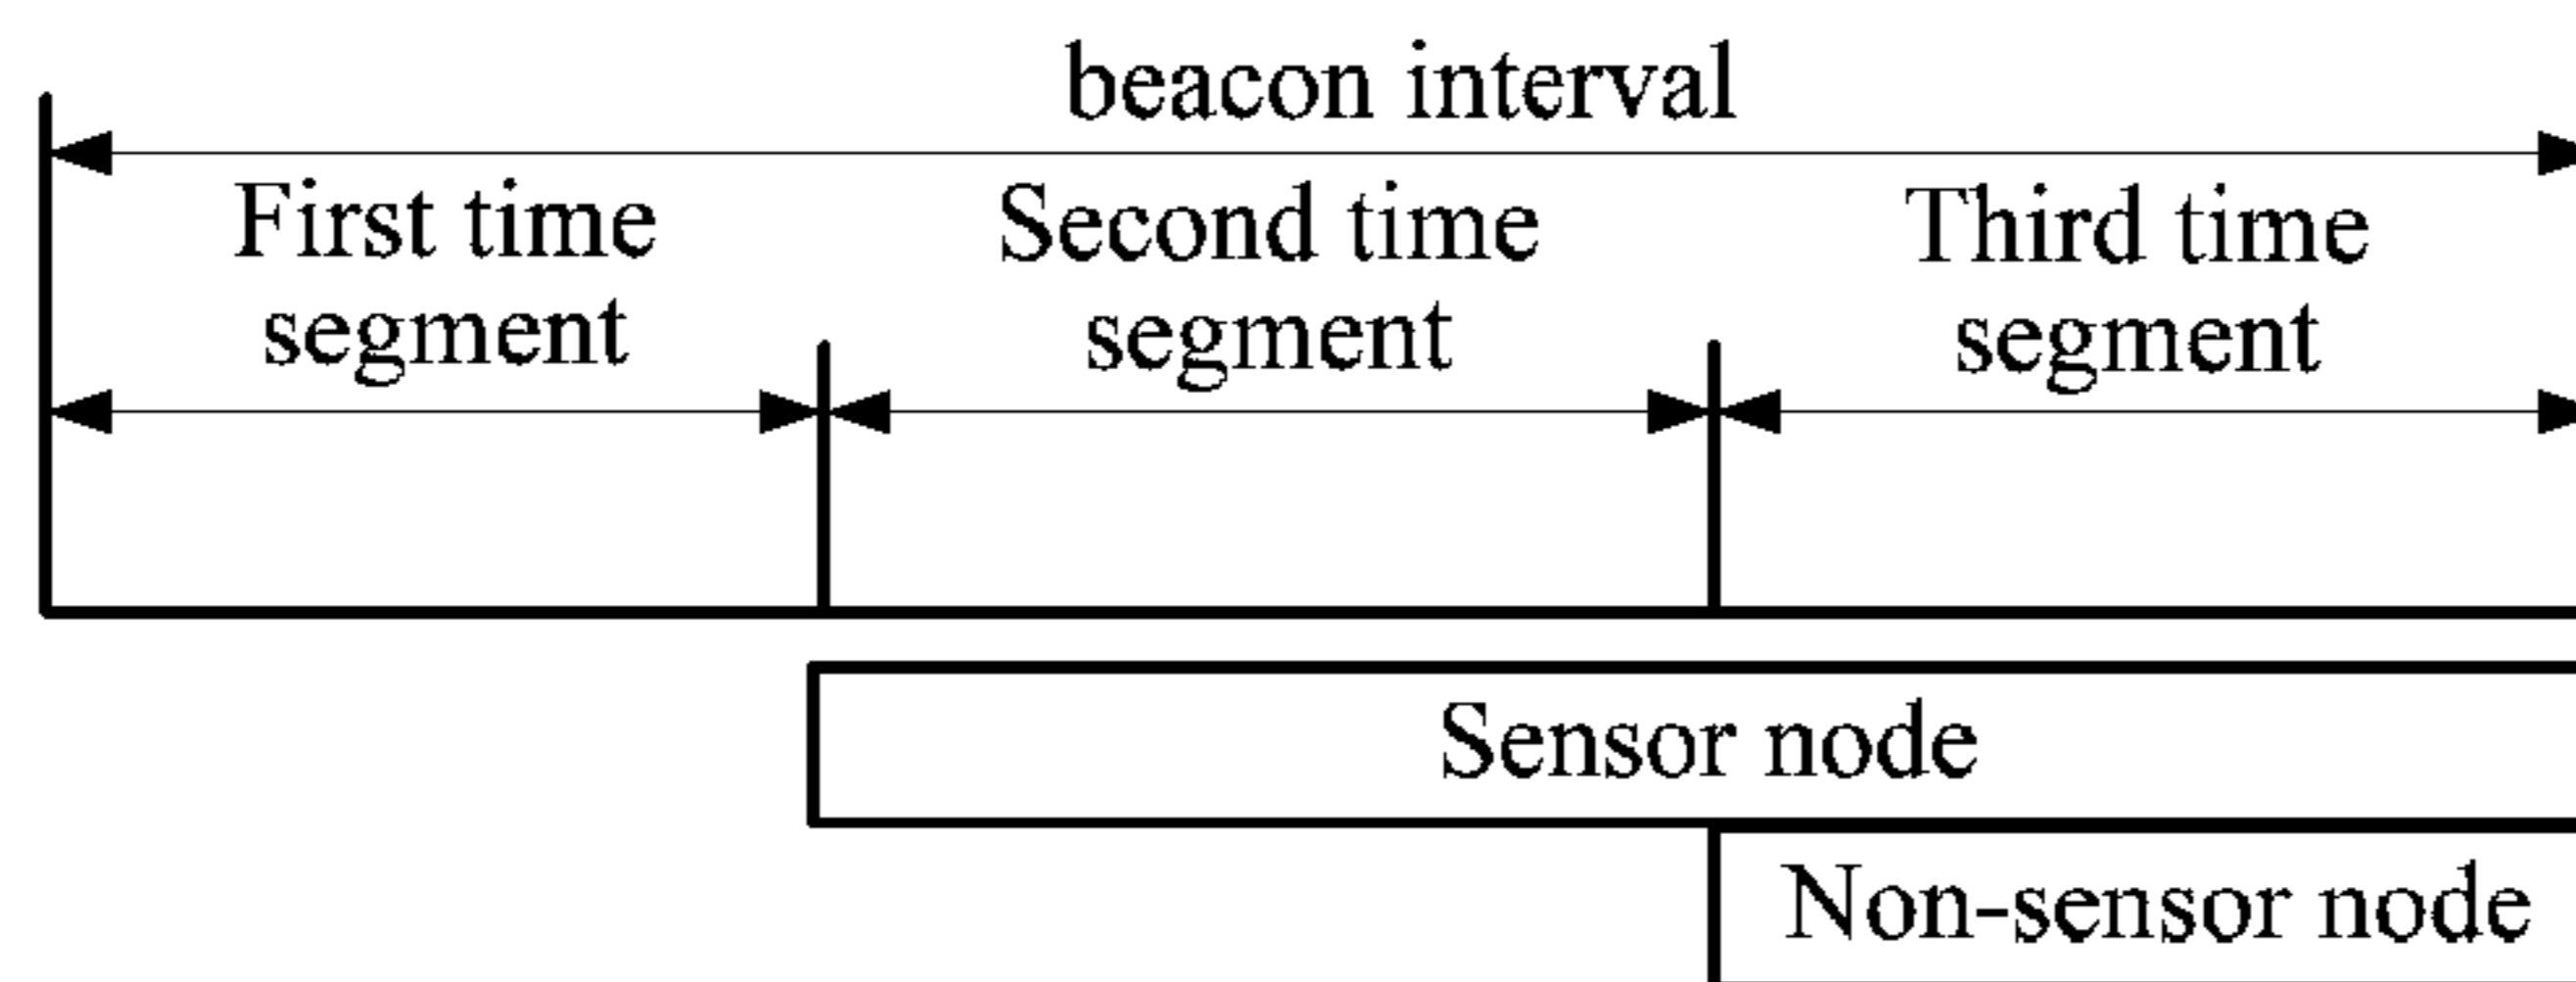 beacon interval
First time
segment
Second time
segment
Third time
segment
Sensor node
Non-sensor node